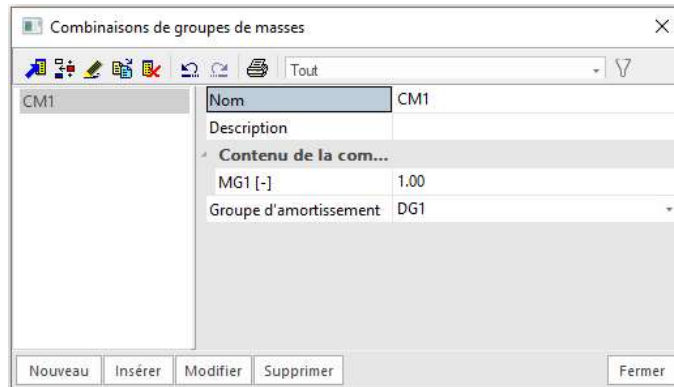 Combinaisons de groupes de masses
Tout
CM1
Nom CM1
Description
Contenu de la com...
MG1 [-] 1.00
Groupe d'amortissement DG1
Nouveau Insérer Modifier Supprimer Fermer